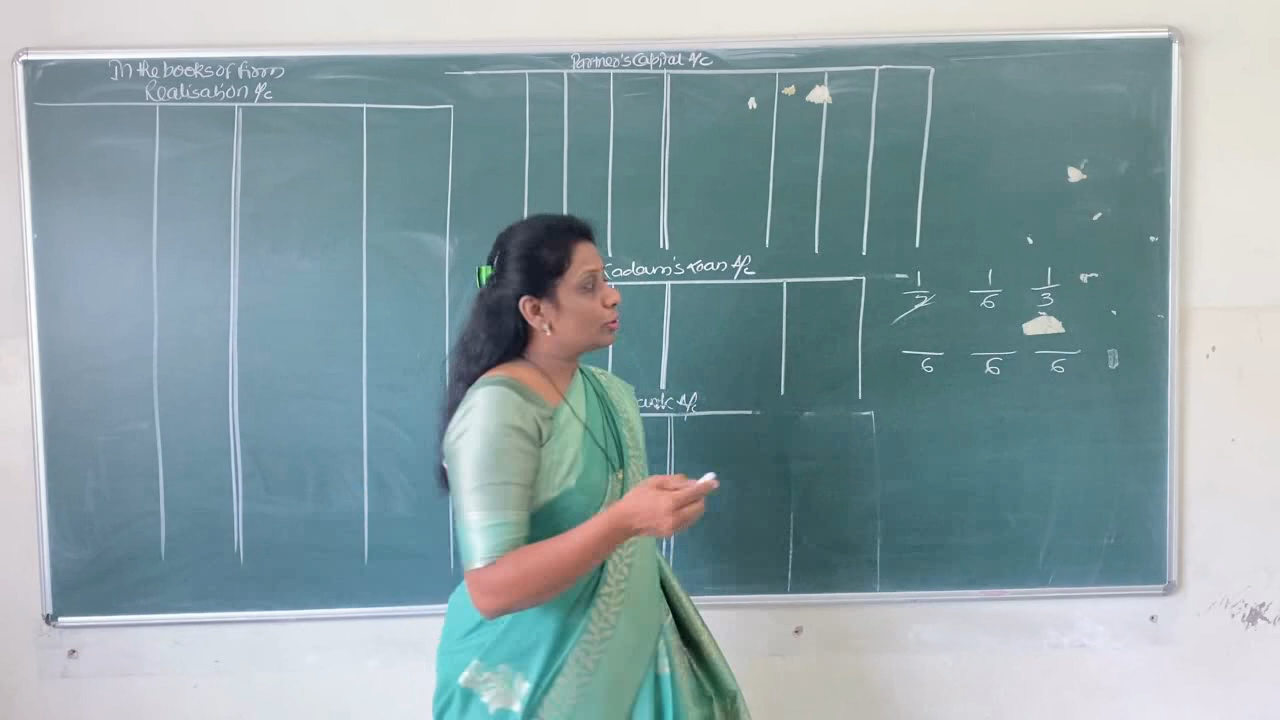 In the books of Firm
Realisation A/c
Partner's Capital A/c
Kadam's Loan A/c
Bank A/c
1/2 1/6 1/3
6 6 6